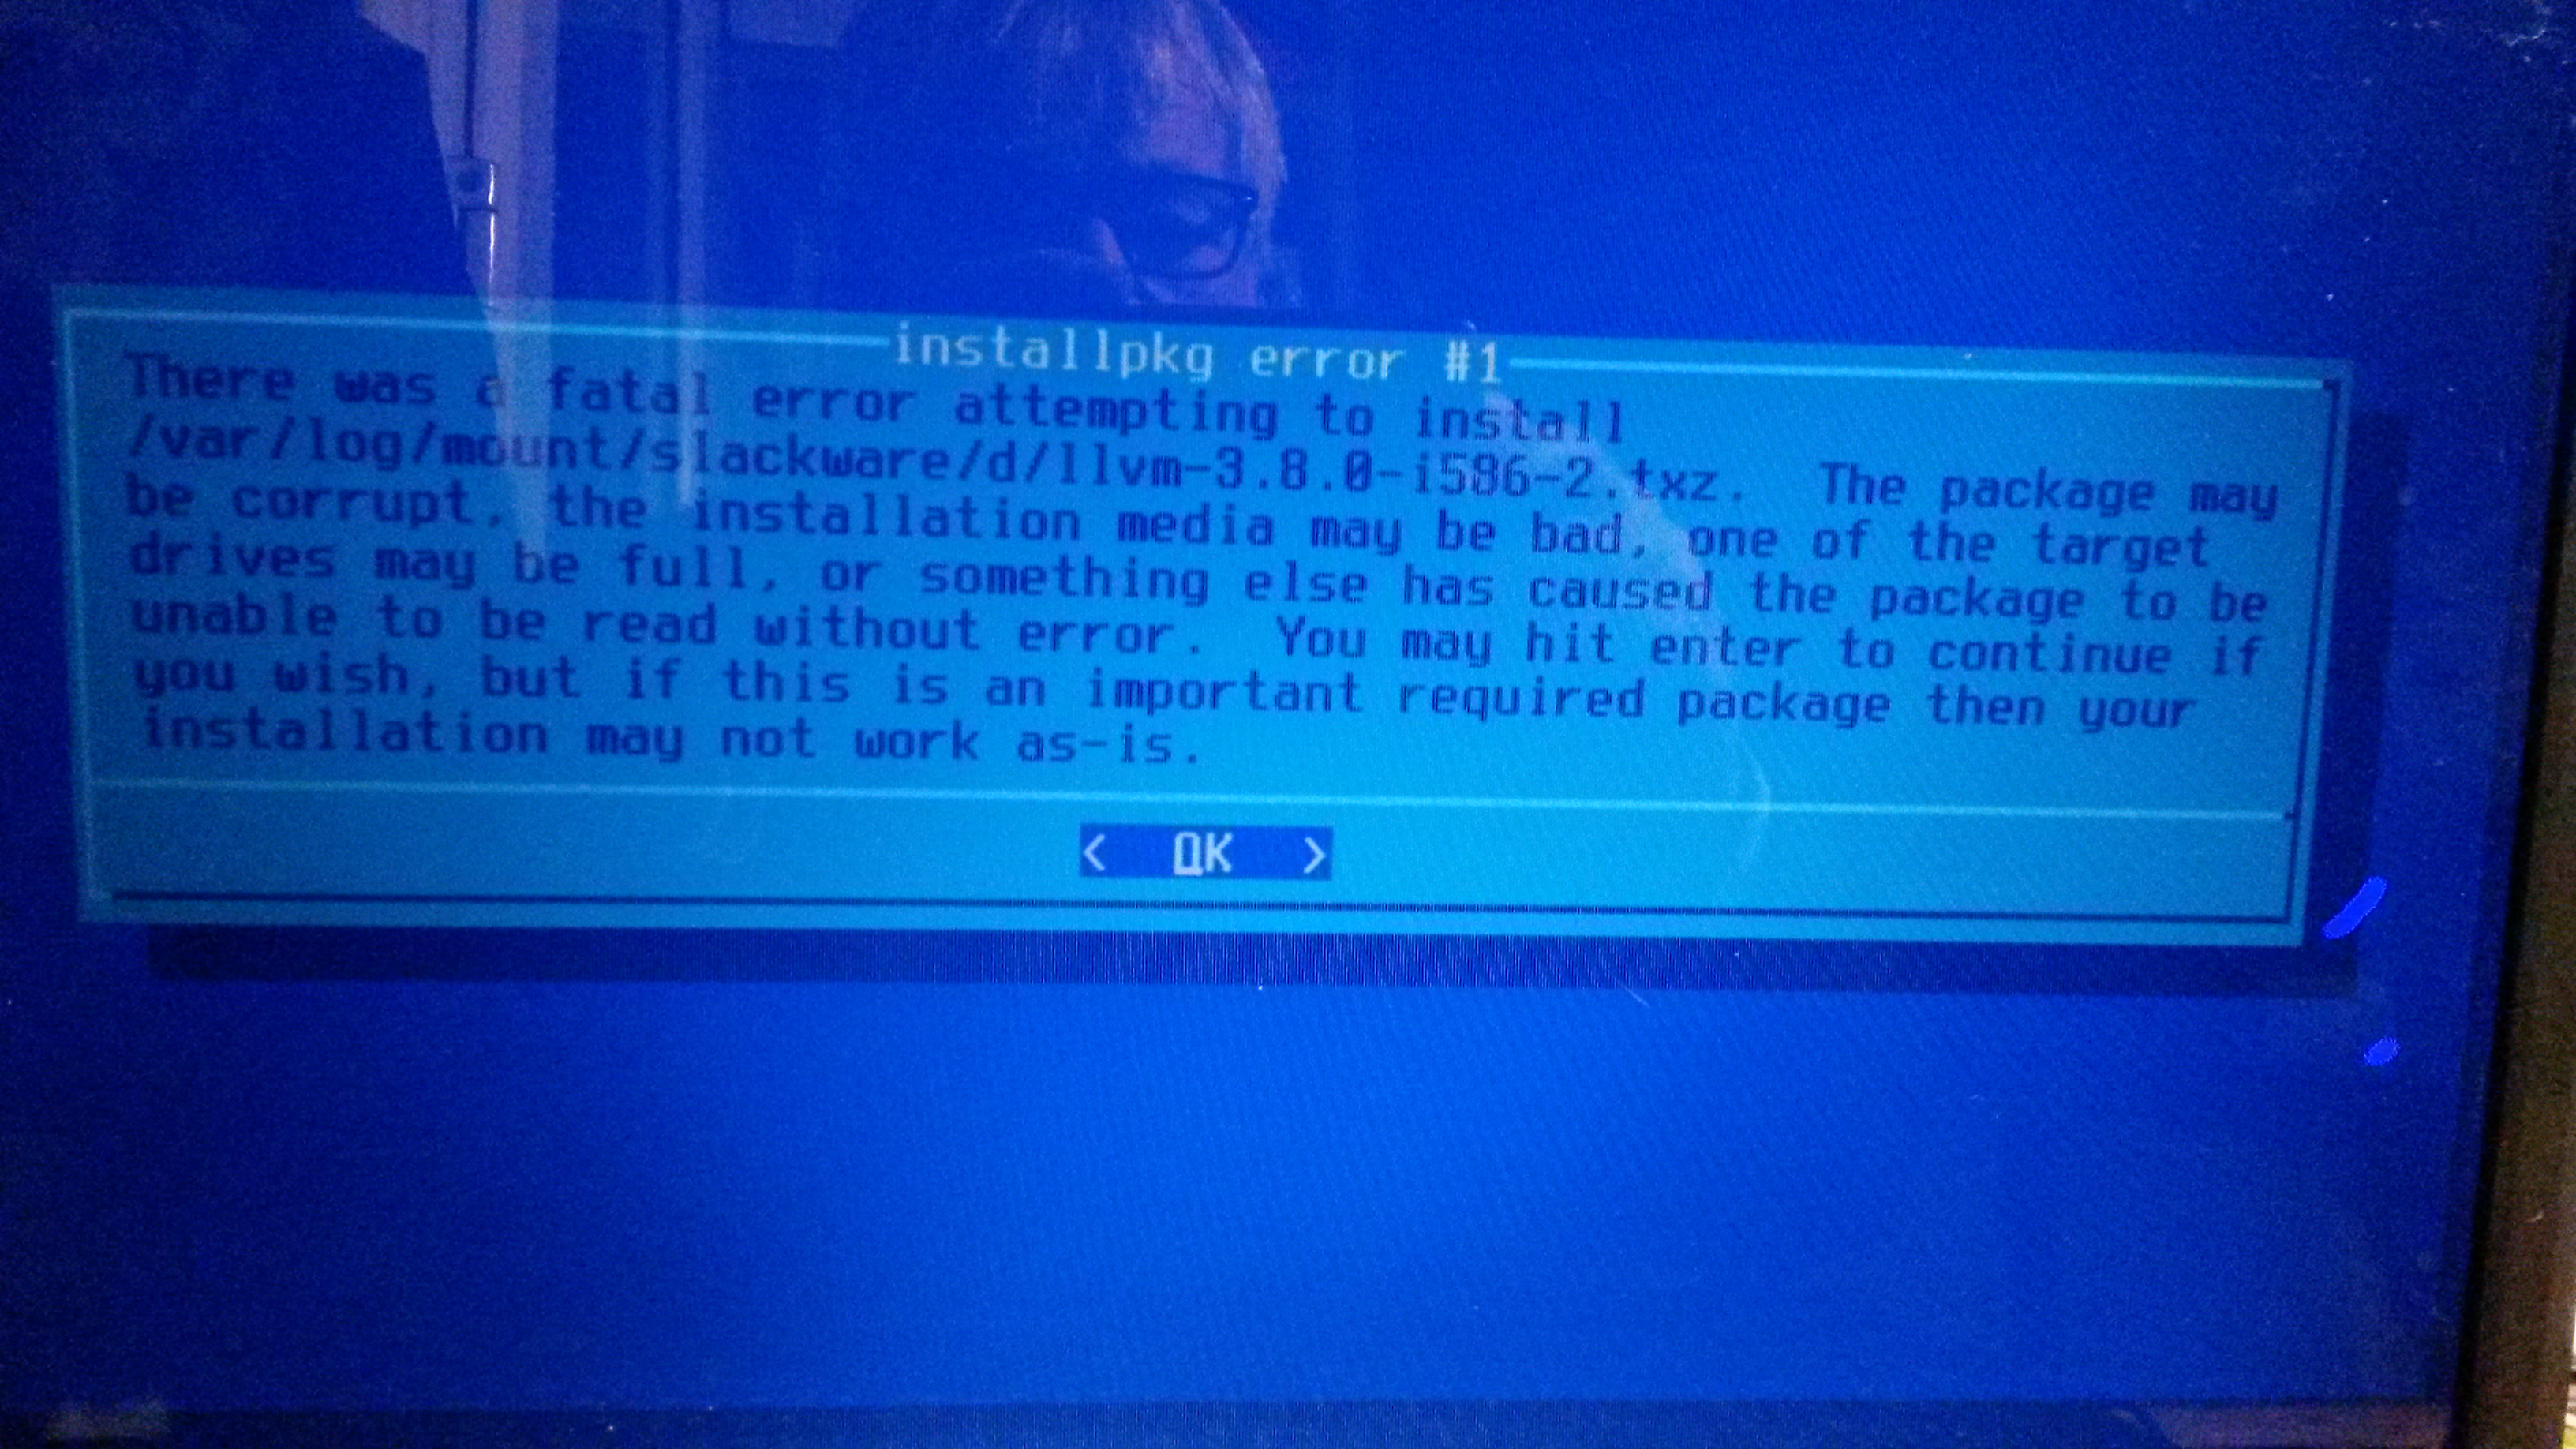 installpkg error #1
There was a fatal error attempting to install
/var/log/mount/slackware/d/llvm-3.8.0-i586-2.txz.  The package may
be corrupt, the installation media may be bad, one of the target
drives may be full, or something else has caused the package to be
unable to be read without error.  You may hit enter to continue if
you wish, but if this is an important required package then your
installation may not work as-is.
<  OK  >